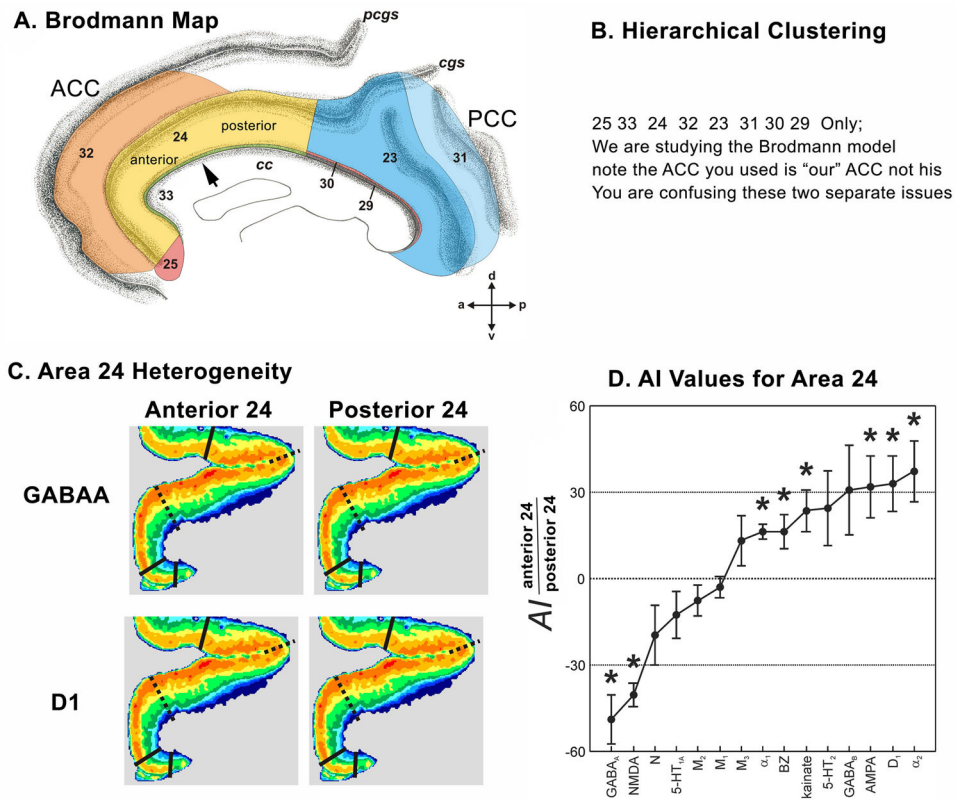 A. Brodmann Map
pcgs
cgs
ACC
PCC
24
posterior
32
anterior
23
31
cc
30
33
29
25
d
a
p
v
B. Hierarchical Clustering
25 33 24 32 23 31 30 29 Only;
We are studying the Brodmann model
note the ACC you used is “our” ACC not his
You are confusing these two separate issues
C. Area 24 Heterogeneity
Anterior 24
Posterior 24
GABAA
D1
D. AI Values for Area 24
AI anterior 24
posterior 24
60
30
0
-30
-60
* * * * * * * *
GABAA
NMDA
N
5-HT1A
M2
M1
M3
α1
BZ
kainate
5-HT2
GABAB
AMPA
D1
α2